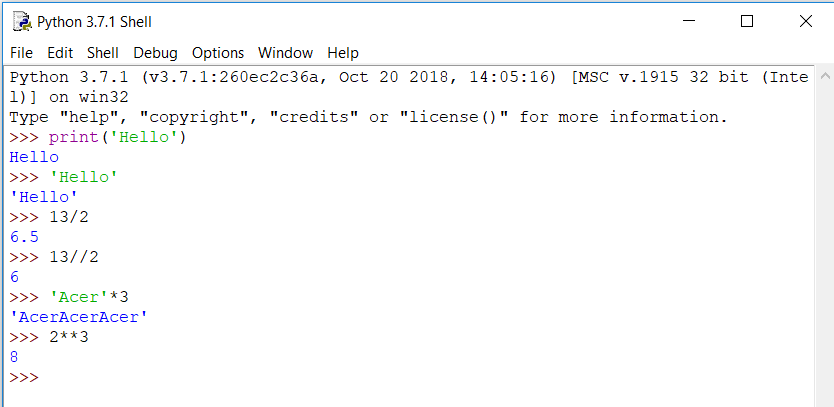 Python 3.7.1 Shell
File Edit Shell Debug Options Window Help
Python 3.7.1 (v3.7.1:260ec2c36a, Oct 20 2018, 14:05:16) [MSC v.1915 32 bit (Inte
l)] on win32
Type "help", "copyright", "credits" or "license()" for more information.
>>> print('Hello')
Hello
>>> 'Hello'
'Hello'
>>> 13/2
6.5
>>> 13//2
6
>>> 'Acer'*3
'AcerAcerAcer'
>>> 2**3
8
>>>